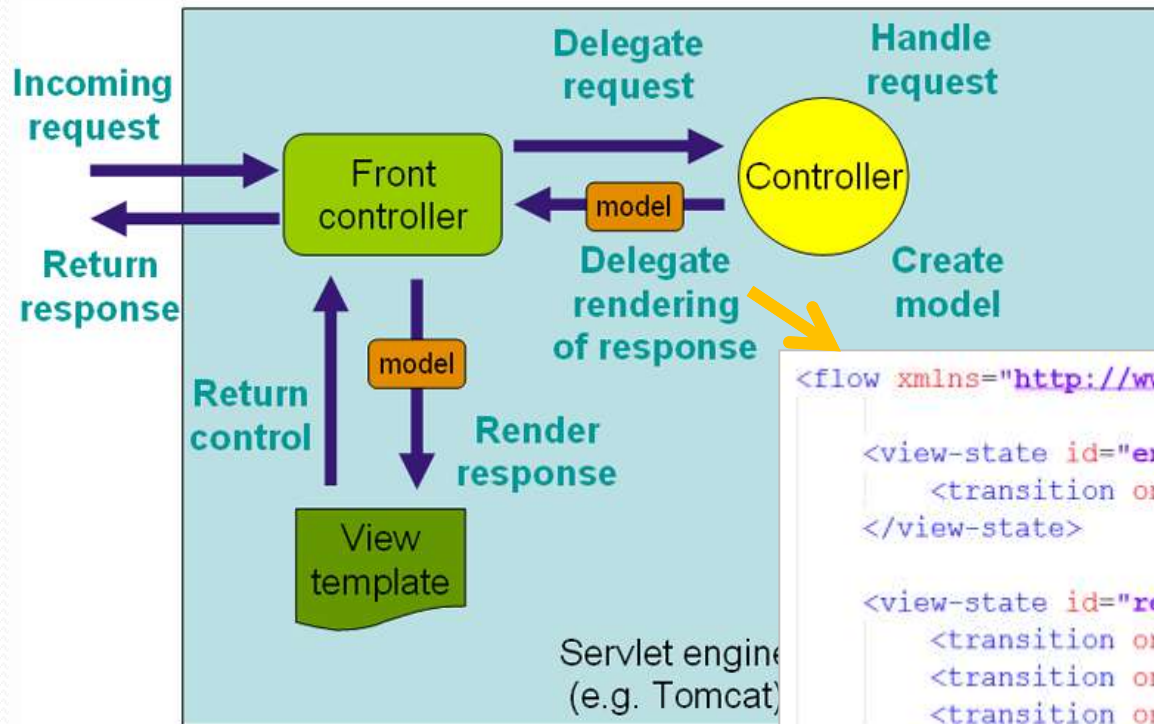 Incoming
request
Return
response
Delegate
request
Handle
request
Front
controller
model
Controller
Delegate
rendering
of response
Create
model
model
Return
control
Render
response
View
template
Servlet engine
(e.g. Tomcat)
<flow xmlns="http://w
<view-state id="e
<transition o
</view-state>
<view-state id="re
<transition o
<transition o
<transition o